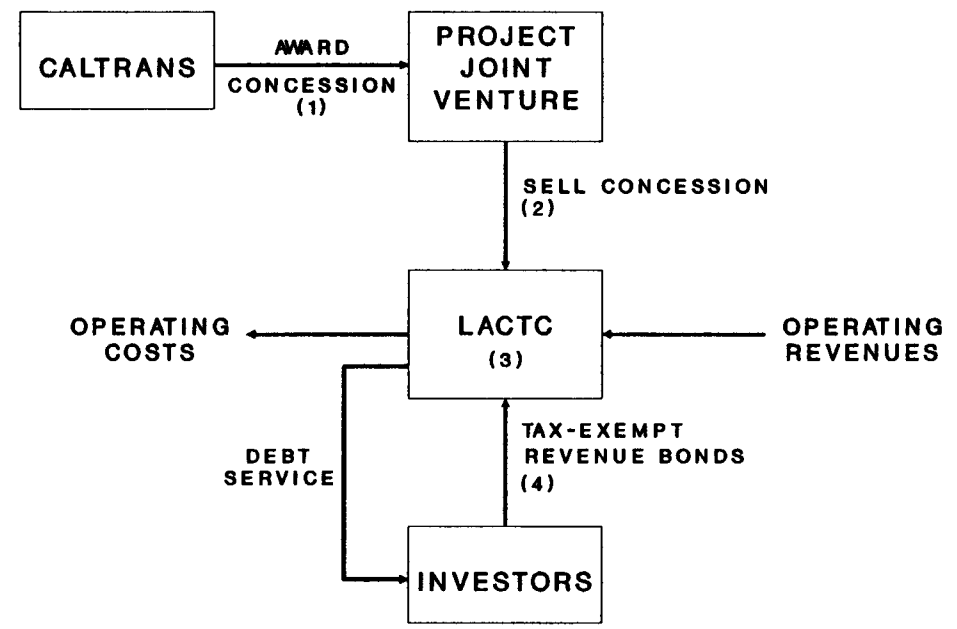 CALTRANS
AWARD
CONCESSION
(1)
PROJECT
JOINT
VENTURE
SELL CONCESSION
(2)
OPERATING
COSTS
LACTC
(3)
OPERATING
REVENUES
DEBT
SERVICE
TAX-EXEMPT
REVENUE BONDS
(4)
INVESTORS